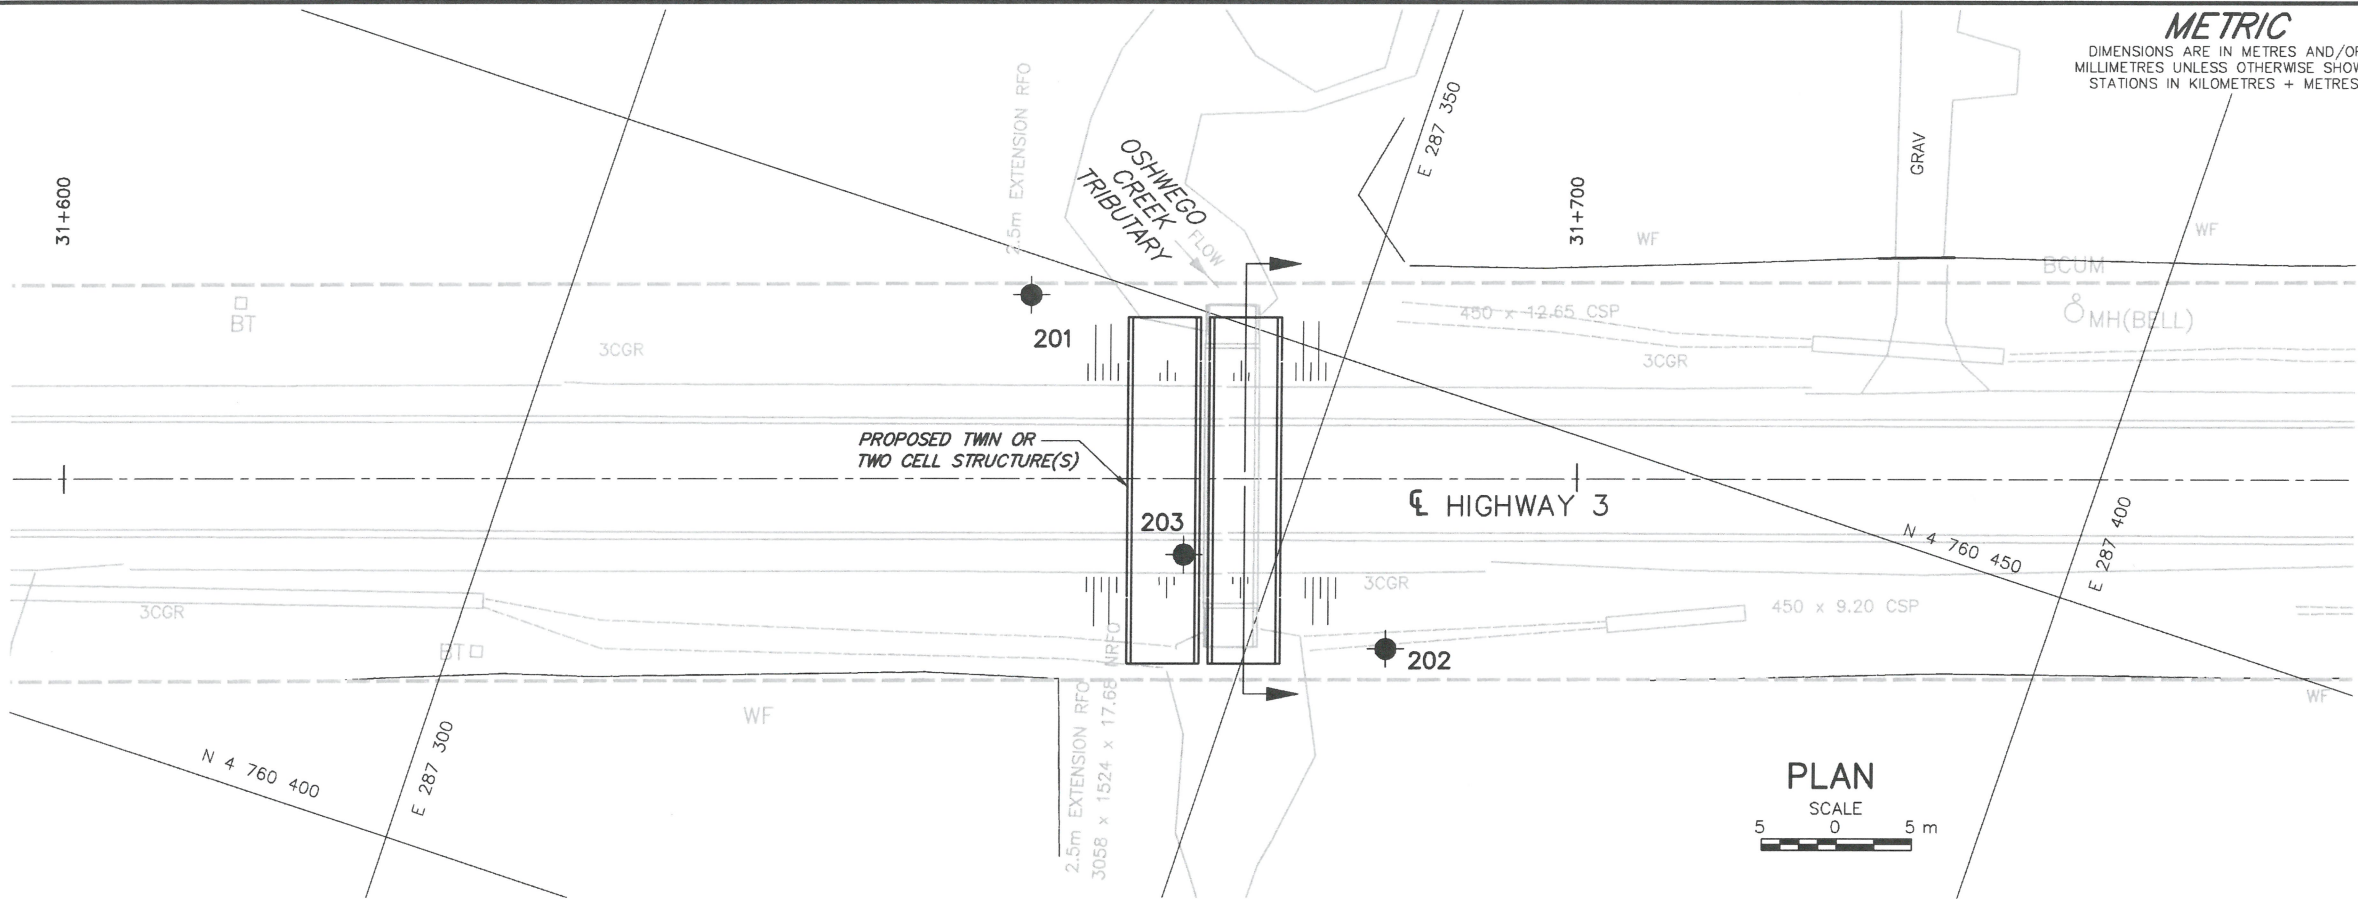 METRIC
DIMENSIONS ARE IN METRES AND/OR
MILLIMETRES UNLESS OTHERWISE SHOW
STATIONS IN KILOMETRES + METRES
31+600
2.5m EXTENSION RFO
OSHWEGO
CREEK
TRIBUTARY
FLOW
E 287 350
31+700
GRAV
WF
WF
BCUM
MH(BELL)
BT
3CGR
201
450 x 12.65 CSP
3CGR
PROPOSED TWIN OR
TWO CELL STRUCTURE(S)
℄ HIGHWAY 3
203
N 4 760 450
E 287 400
3CGR
3CGR
450 x 9.20 CSP
BT
202
WF
WF
2.5m EXTENSION RFO
3058 x 1524 x 17.68 NRFO
N 4 760 400
E 287 300
PLAN
SCALE
5 0 5 m